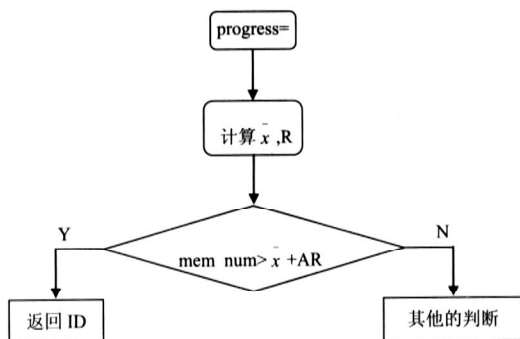 progress=
计算 x̄ ,R
Y
N
mem num> x̄ +AR
返回 ID
其他的判断